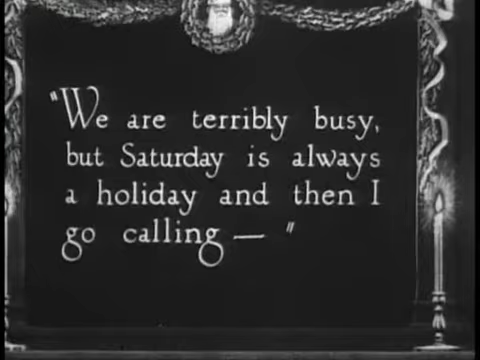 "We are terribly busy,
but Saturday is always
a holiday and then I
go calling — "